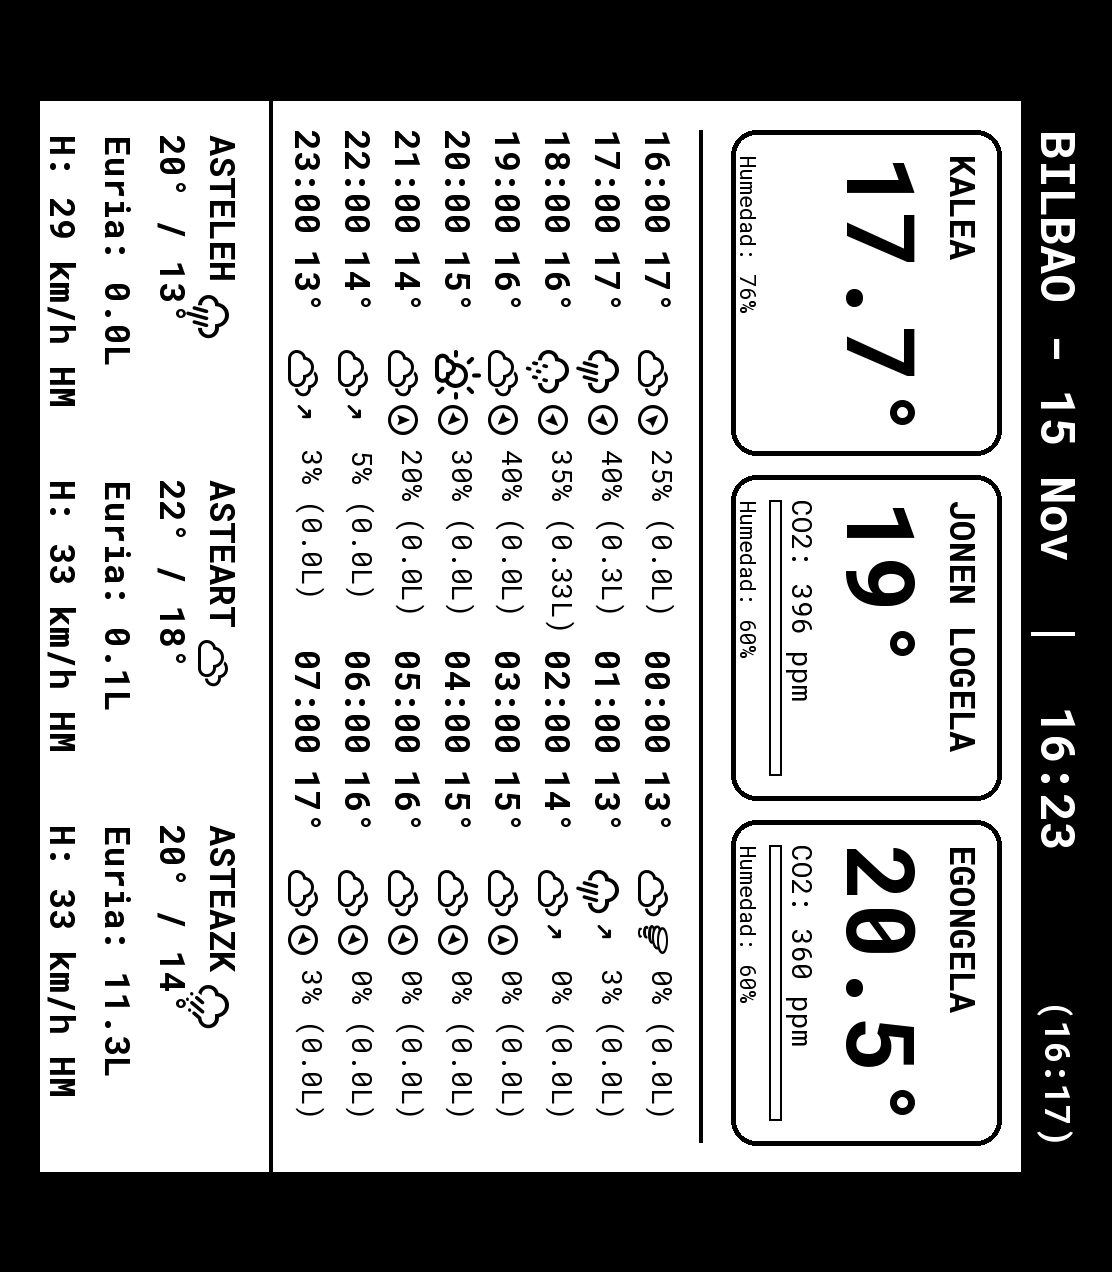 BILBAO - 15 Nov | 16:23 (16:17)
KALEA
17.7°
Humedad: 76%
JONEN LOGELA
19°
CO2: 396 ppm
Humedad: 60%
EGONGELA
20.5°
CO2: 360 ppm
Humedad: 60%
16:00 17° 25% (0.0L)
17:00 17° 40% (0.3L)
18:00 16° 35% (0.33L)
19:00 16° 40% (0.0L)
20:00 15° 30% (0.0L)
21:00 14° 20% (0.0L)
22:00 14° 5% (0.0L)
23:00 13° 3% (0.0L)
00:00 13° 0% (0.0L)
01:00 13° 3% (0.0L)
02:00 14° 0% (0.0L)
03:00 15° 0% (0.0L)
04:00 15° 0% (0.0L)
05:00 16° 0% (0.0L)
06:00 16° 0% (0.0L)
07:00 17° 3% (0.0L)
ASTELEH
20° / 13°
Euria: 0.0L
H: 29 km/h HM
ASTEART
22° / 18°
Euria: 0.1L
H: 33 km/h HM
ASTEAZK
20° / 14°
Euria: 11.3L
H: 33 km/h HM